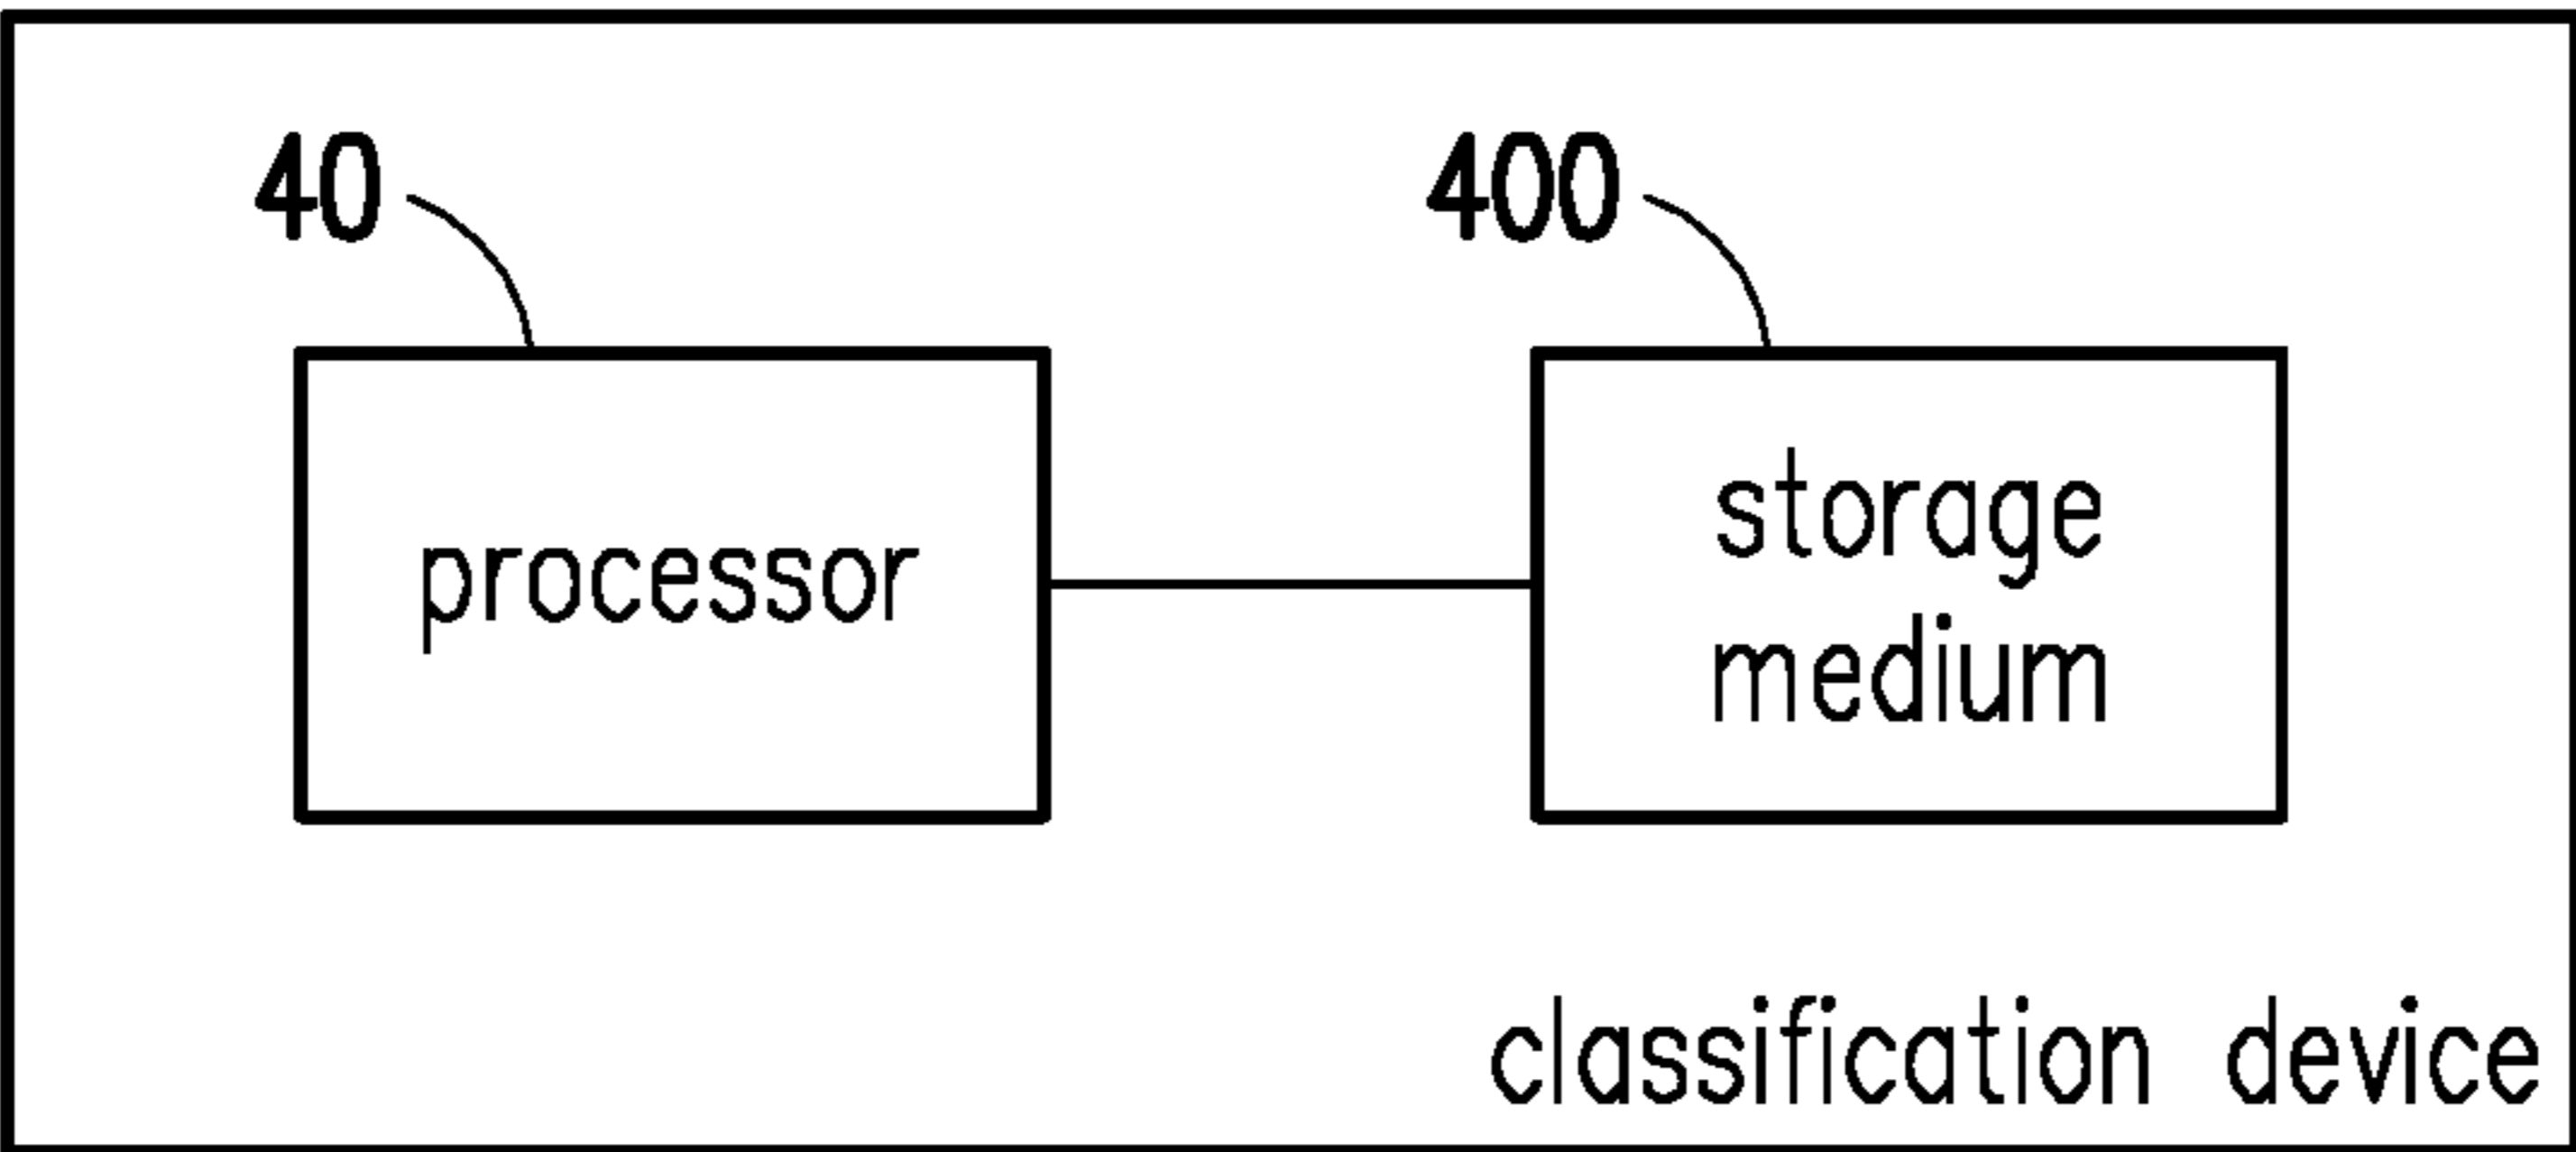 40
400
processor
storage
medium
classification device